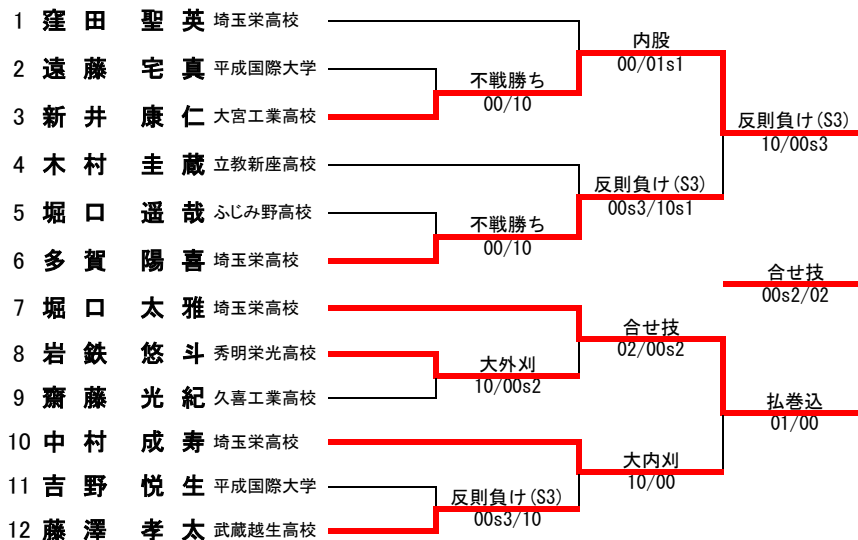 1 窪田 聖英 埼玉栄高校
2 遠藤 宅真 平成国際大学
3 新井 康仁 大宮工業高校
4 木村 圭蔵 立教新座高校
5 堀口 遥哉 ふじみ野高校
6 多賀 陽喜 埼玉栄高校
7 堀口 太雅 埼玉栄高校
8 岩鉄 悠斗 秀明栄光高校
9 齋藤 光紀 久喜工業高校
10 中村 成寿 埼玉栄高校
11 吉野 悦生 平成国際大学
12 藤澤 孝太 武蔵越生高校
不戦勝ち
00/10
不戦勝ち
00/10
大外刈
10/00s2
反則負け(S3)
00s3/10
内股
00/01s1
反則負け(S3)
00s3/10s1
合せ技
02/00s2
大内刈
10/00
反則負け(S3)
10/00s3
合せ技
00s2/02
払巻込
01/00